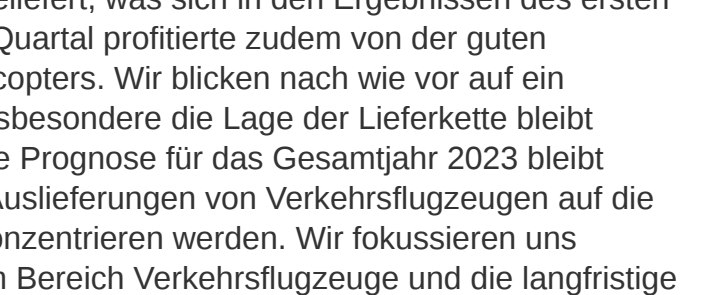 eliefert, was sich in den Ergebnissen des ersten
Quartal profitierte zudem von der guten
copters. Wir blicken nach wie vor auf ein
sbesondere die Lage der Lieferkette bleibt
e Prognose für das Gesamtjahr 2023 bleibt
Auslieferungen von Verkehrsflugzeugen auf die
onzentrieren werden. Wir fokussieren uns
n Bereich Verkehrsflugzeuge und die langfristige